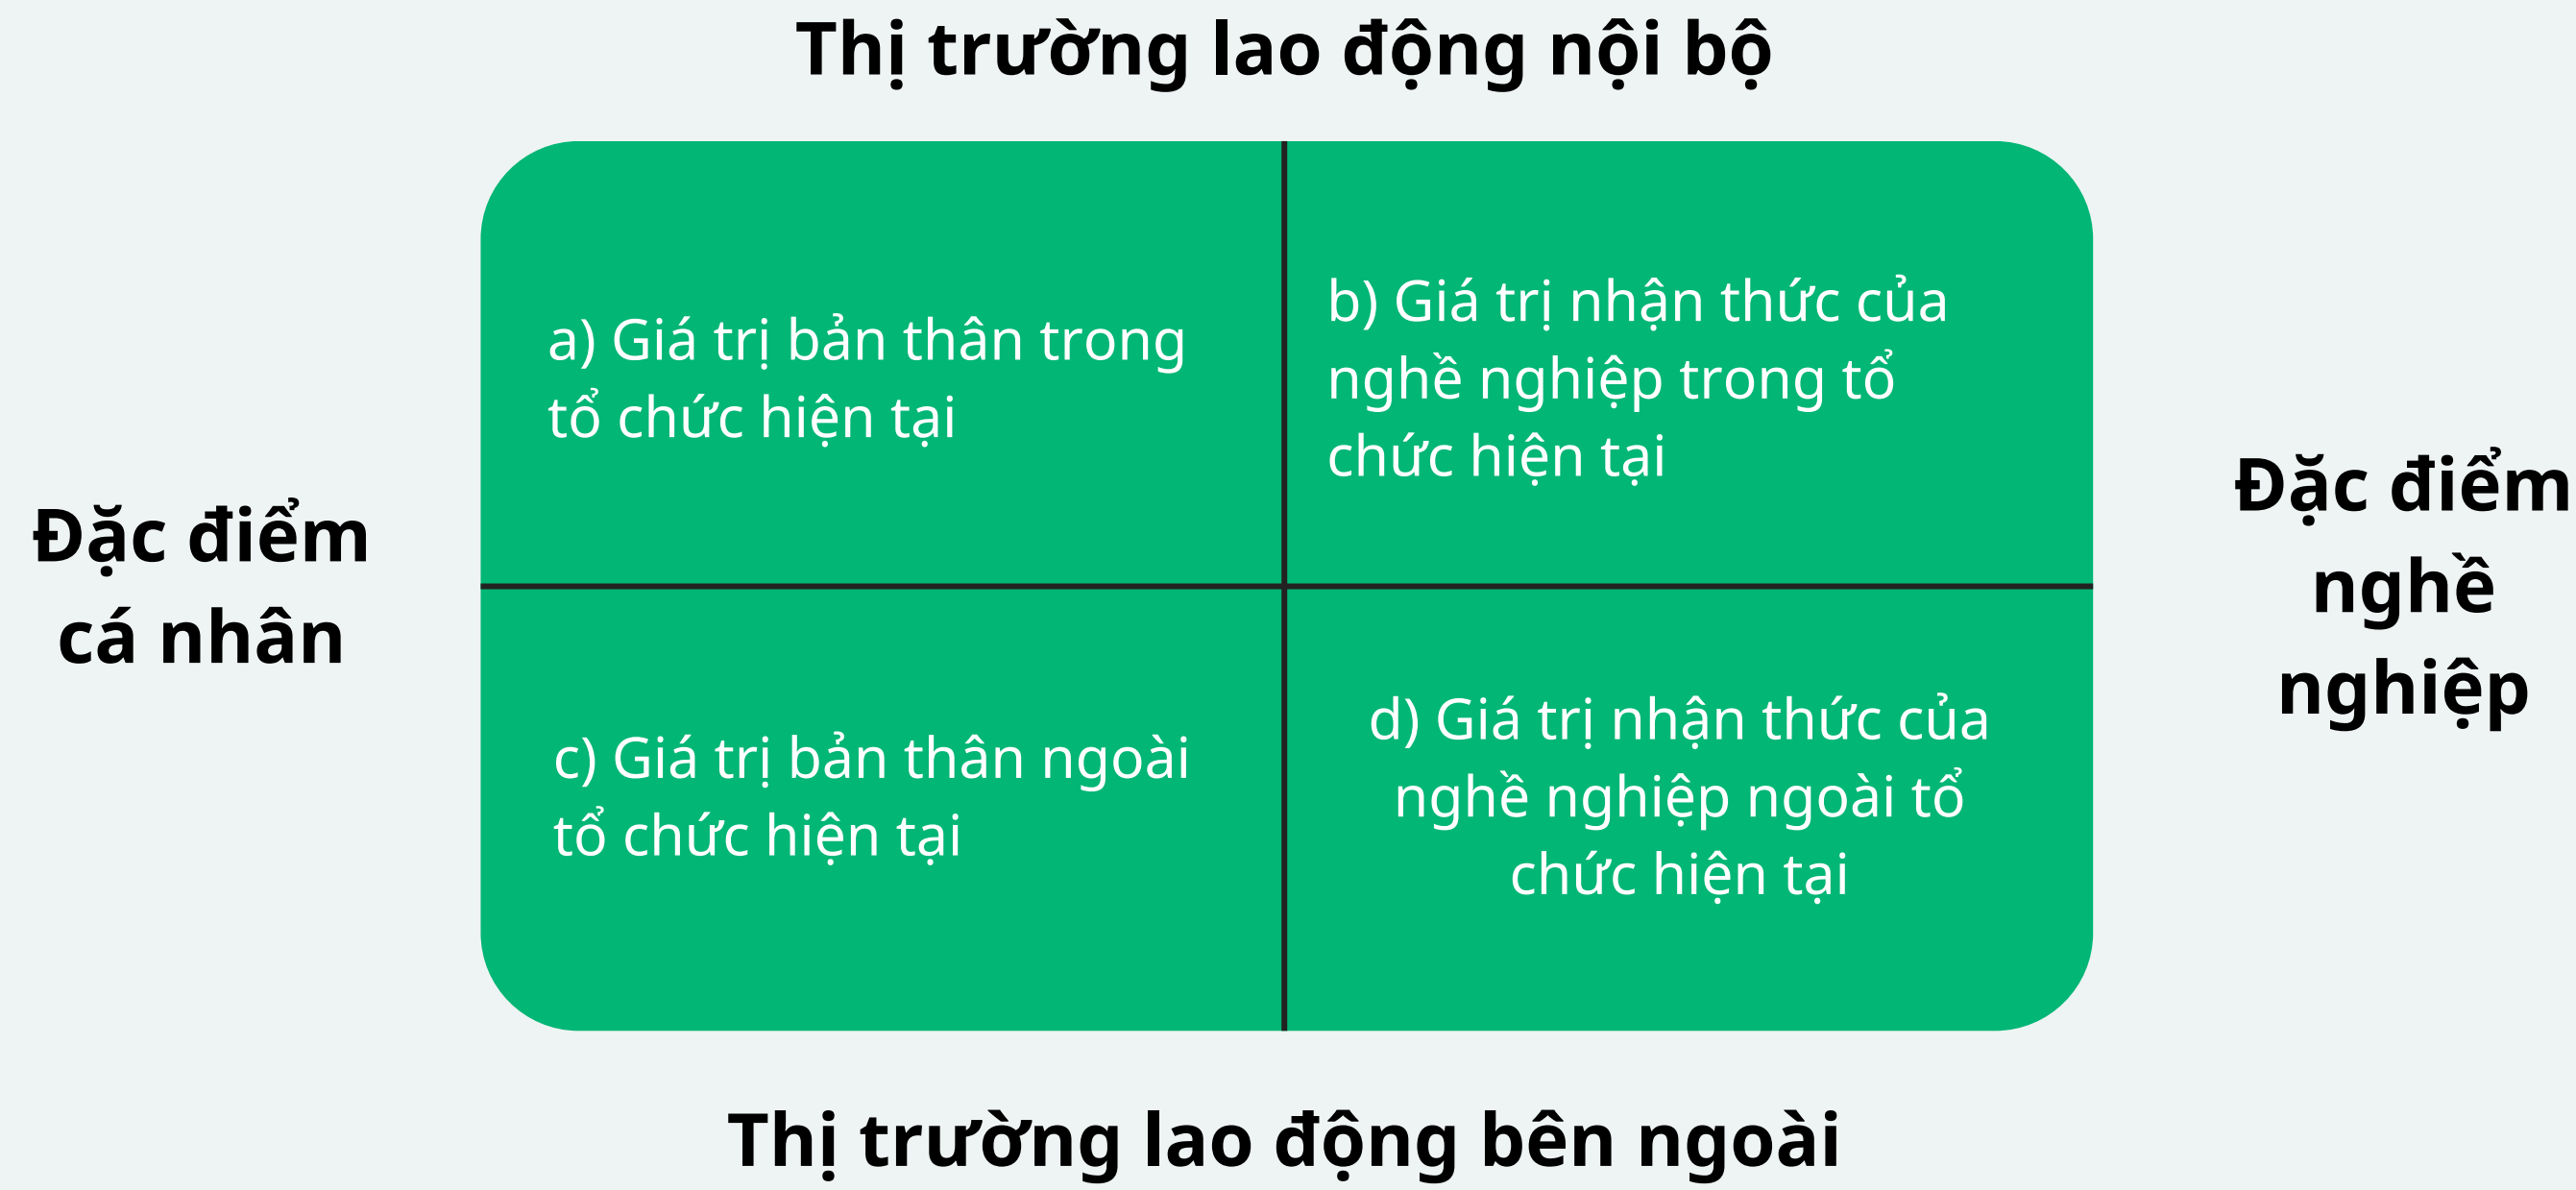 Thị trường lao động nội bộ
a) Giá trị bản thân trong
tổ chức hiện tại
b) Giá trị nhận thức của
nghề nghiệp trong tổ
chức hiện tại
Đặc điểm
cá nhân
Đặc điểm
nghề
nghiệp
c) Giá trị bản thân ngoài
tổ chức hiện tại
d) Giá trị nhận thức của
nghề nghiệp ngoài tổ
chức hiện tại
Thị trường lao động bên ngoài